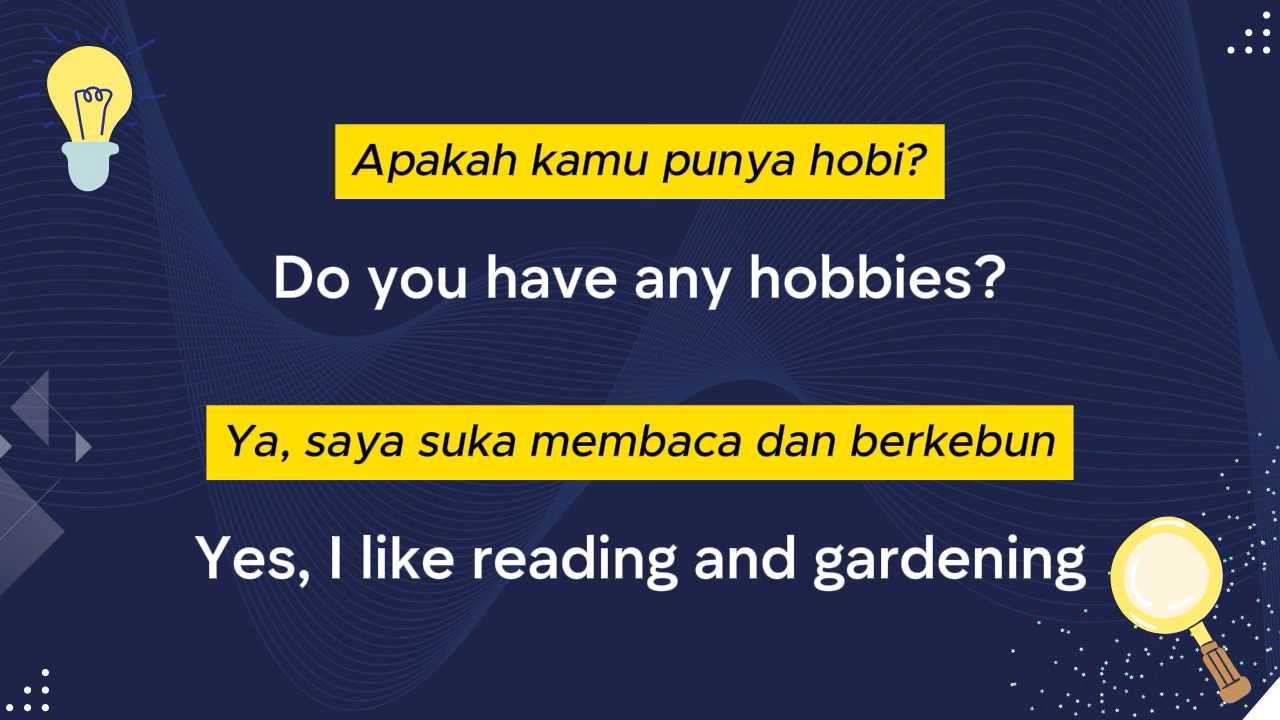 Apakah kamu punya hobi?
Do you have any hobbies?
Ya, saya suka membaca dan berkebun
Yes, I like reading and gardening